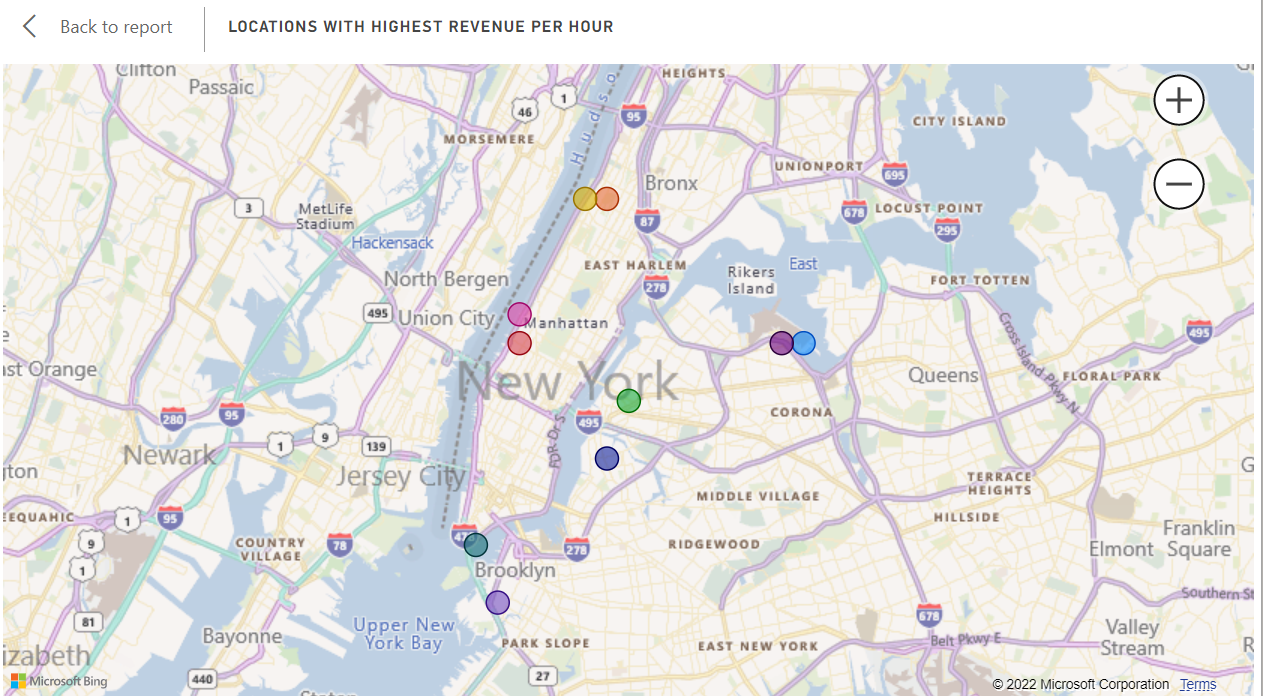 Back to report
LOCATIONS WITH HIGHEST REVENUE PER HOUR
Clifton
Passaic
HEIGHTS
1
46
95
Hudso
CITY ISLAND
MORSEMERE
UNIONPORT
695
Bronx
3
MetLife
Stadium
678
LOCUST POINT
87
295
Hackensack
EAST HARLEM
East
Rikers
Island
North Bergen
278
FORT TOTTEN
495
Union City
Manhattan
Cross Island Pkwy N
495
ast Orange
New York
Queens
FLORAL PARK
280
95
CORONA
495
FDR Dr S
1
9
139
Newark
gton
Jersey City
TERRACE
HEIGHTS
MIDDLE VILLAGE
EEQUAHIC
1
95
HILLSIDE
Franklin
Square
9
COUNTRY
VILLAGE
78
278
RIDGEWOOD
Elmont
1
Brooklyn
Southern St
81
678
Upper New
York Bay
Bayonne
PARK SLOPE
EAST NEW YORK
Belt Pkwy E
Valley
Stream
izabeth
440
27
Microsoft Bing
© 2022 Microsoft Corporation Terms